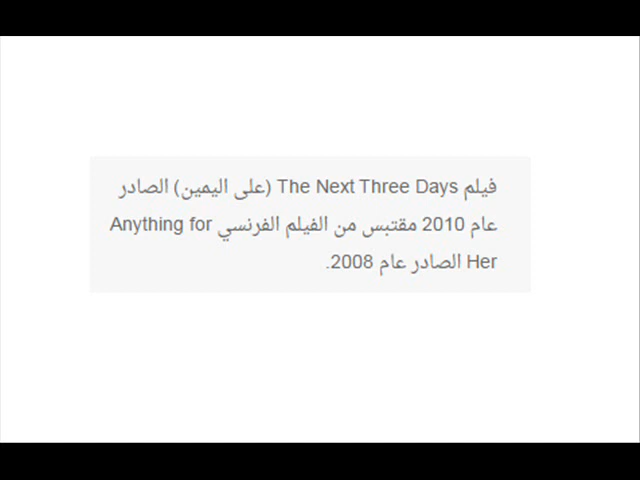 فيلم The Next Three Days (على اليمين) الصادر
عام 2010 مقتبس من الفيلم الفرنسي Anything for
Her الصادر عام 2008.